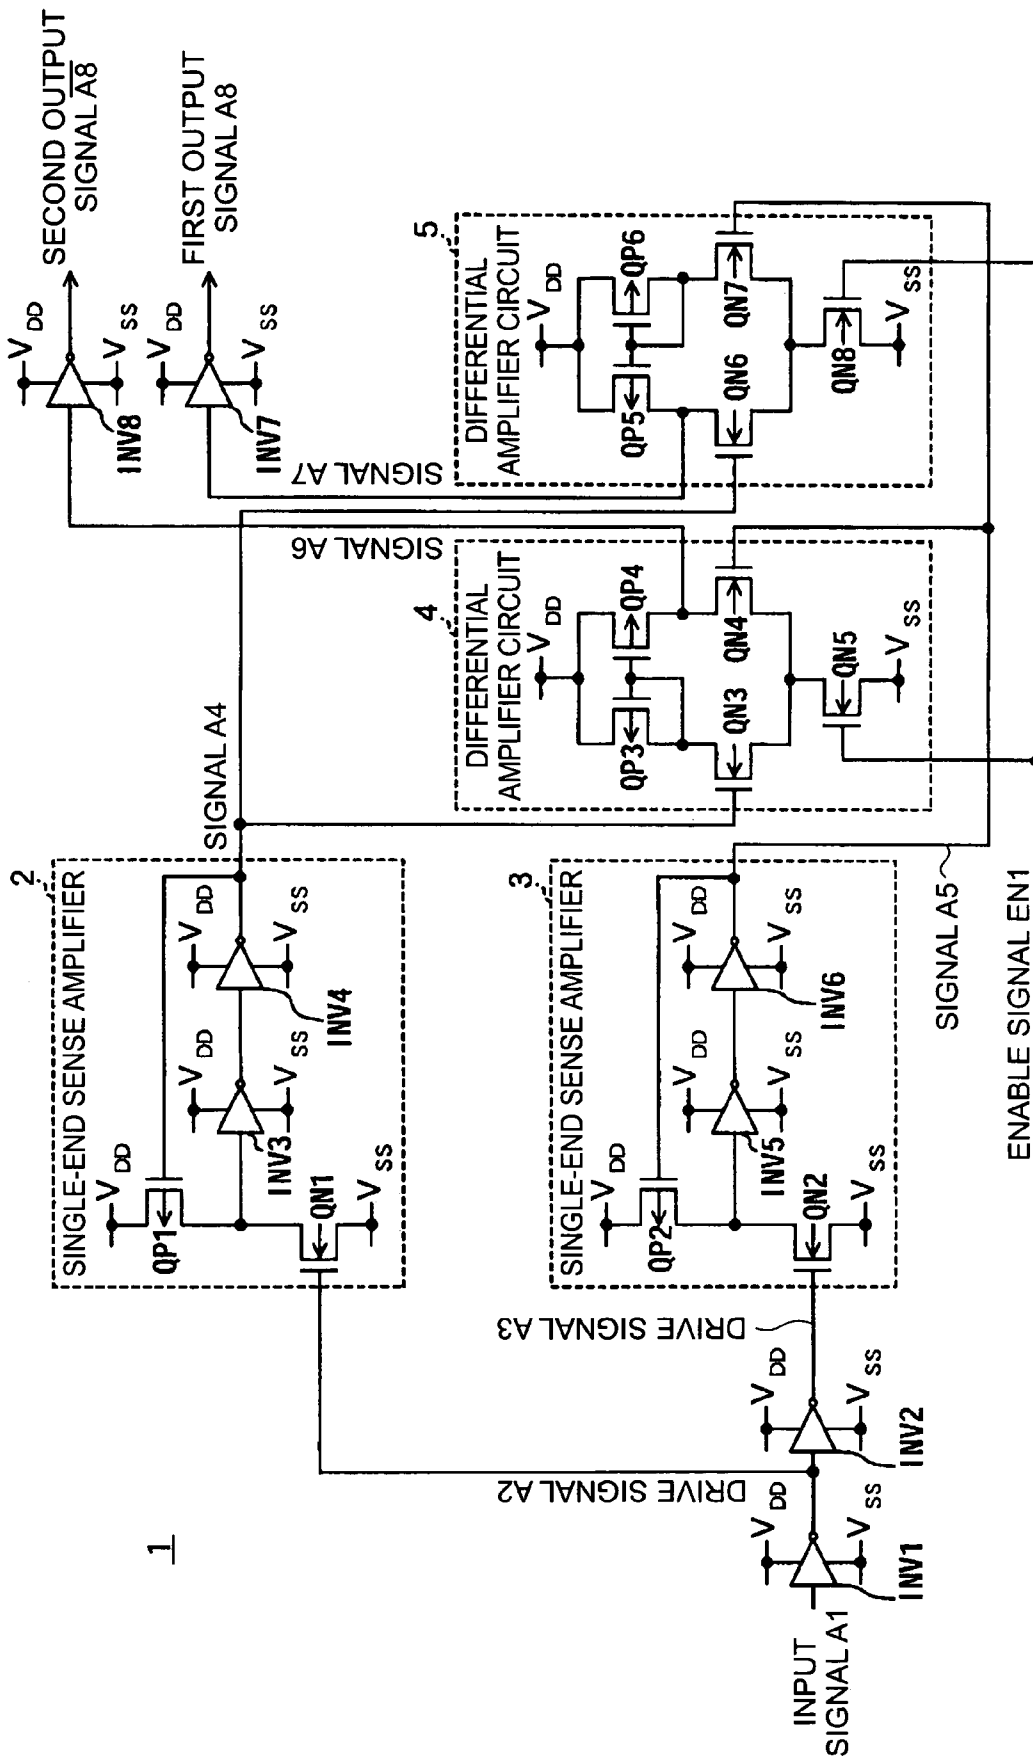 1
INPUT
SIGNAL A1
INV1
V DD
V SS
DRIVE SIGNAL A2
INV2
V DD
V SS
DRIVE SIGNAL A3
2
SINGLE-END SENSE AMPLIFIER
V DD
QP1
QN1
V SS
V DD
INV3
V SS
V DD
INV4
V SS
SIGNAL A4
3
SINGLE-END SENSE AMPLIFIER
V DD
QP2
QN2
V SS
V DD
INV5
V SS
V DD
INV6
V SS
SIGNAL A5
ENABLE SIGNAL EN1
4
DIFFERENTIAL
AMPLIFIER CIRCUIT
V DD
QP3
QP4
QN3
QN4
QN5
V SS
SIGNAL A6
5
DIFFERENTIAL
AMPLIFIER CIRCUIT
V DD
QP5
QP6
QN6
QN7
QN8
V SS
SIGNAL A7
V DD
INV8
V SS
V DD
INV7
V SS
SECOND OUTPUT
SIGNAL A8
FIRST OUTPUT
SIGNAL A8